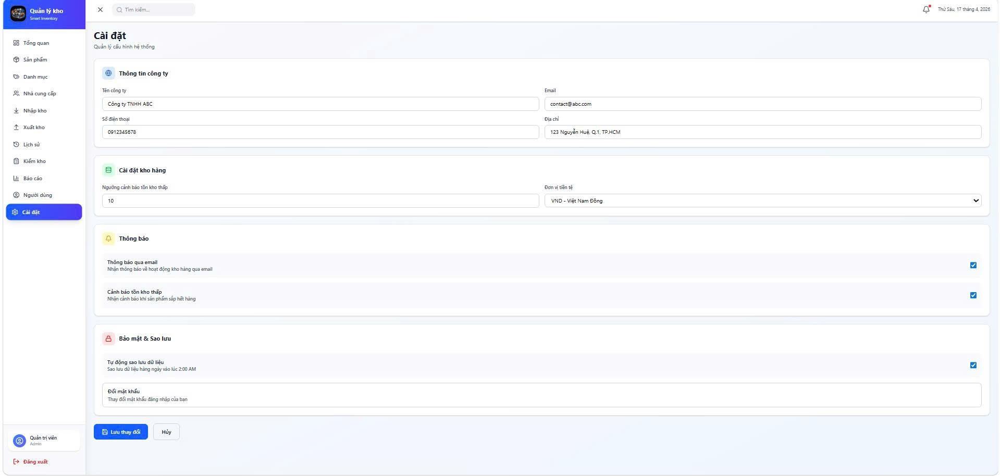 Quản lý kho
Smart Inventory
Tìm kiếm...
Thứ Sáu, 17 tháng 4, 2026
Tổng quan
Sản phẩm
Danh mục
Nhà cung cấp
Nhập kho
Xuất kho
Lịch sử
Kiểm kho
Báo cáo
Người dùng
Cài đặt
Quản trị viên
Admin
Đăng xuất
Cài đặt
Quản lý cấu hình hệ thống
Thông tin công ty
Tên công ty
Công ty TNHH ABC
Email
contact@abc.com
Số điện thoại
0912345678
Địa chỉ
123 Nguyễn Huệ, Q.1, TP.HCM
Cài đặt kho hàng
Ngưỡng cảnh báo tồn kho thấp
10
Đơn vị tiền tệ
VND - Việt Nam Đồng
Thông báo
Thông báo qua email
Nhận thông báo về hoạt động kho hàng qua email
Cảnh báo tồn kho thấp
Nhận cảnh báo khi sản phẩm sắp hết hàng
Bảo mật & Sao lưu
Tự động sao lưu dữ liệu
Sao lưu dữ liệu hàng ngày vào lúc 2:00 AM
Đổi mật khẩu
Thay đổi mật khẩu đăng nhập của bạn
Lưu thay đổi
Hủy